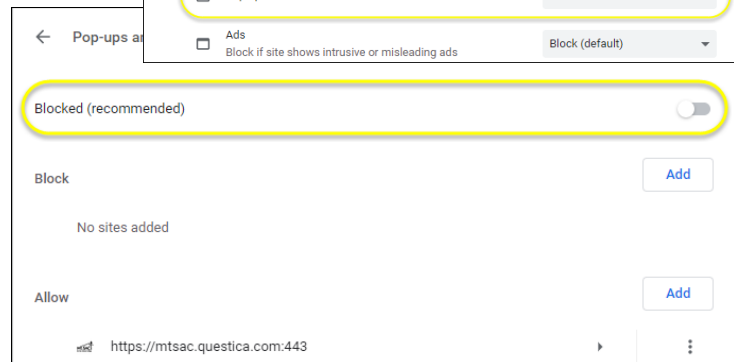 Pop-ups
Ads
Block if site shows intrusive or misleading ads
Block (default)
Blocked (recommended)
Block
Add
No sites added
Allow
Add
https://mtsac.questica.com:443